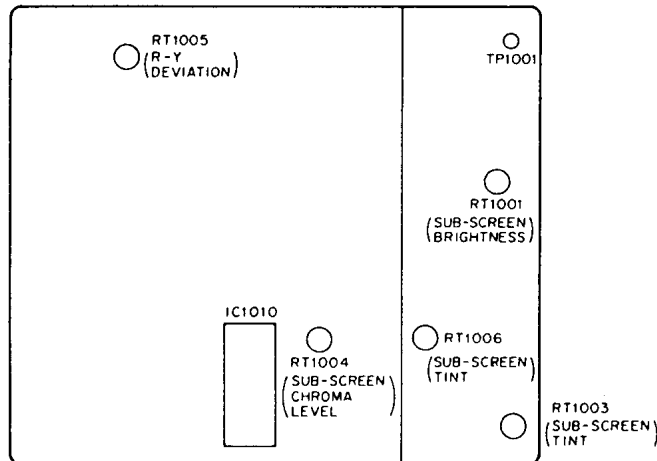 RT1005
(R-Y
DEVIATION)
TP1001
RT1001
(SUB-SCREEN
BRIGHTNESS)
IC1010
RT1004
(SUB-SCREEN
CHROMA
LEVEL)
RT1006
(SUB-SCREEN
TINT)
RT1003
(SUB-SCREEN
TINT)